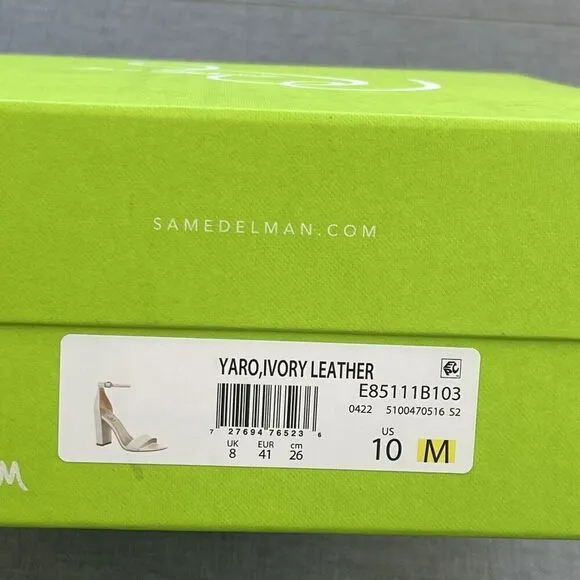 SAMEDELMAN.COM
YARO,IVORY LEATHER
E85111B103
0422 5100470516 S2
7 27694 76523 6
UK EUR cm
8 41 26
US
10 M
M